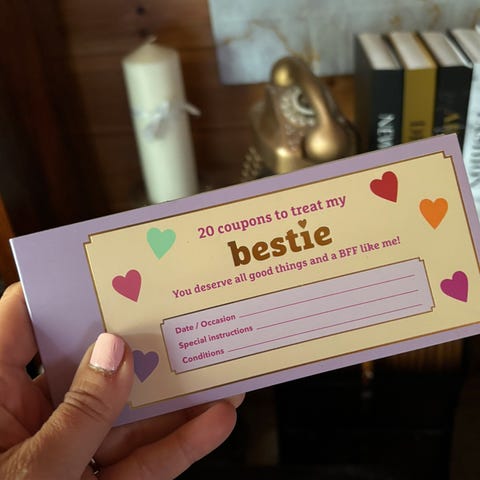 20 coupons to treat my
bestie
You deserve all good things and a BFF like me!
Date / Occasion
Special instructions
Conditions
NEW